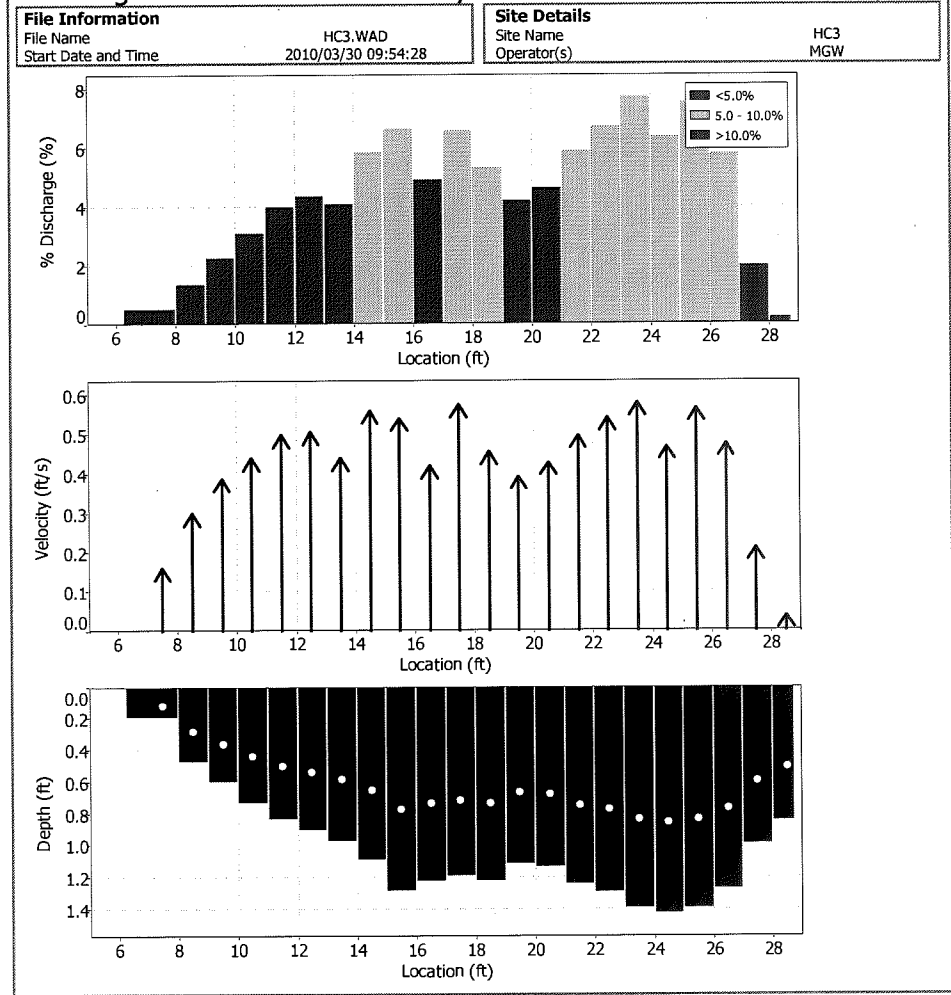 File Information
File Name HC3.WAD
Start Date and Time 2010/03/30 09:54:28
Site Details
Site Name HC3
Operator(s) MGW
% Discharge (%)
8
6
4
2
0
<5.0%
5.0 - 10.0%
>10.0%
6 8 10 12 14 16 18 20 22 24 26 28
Location (ft)
Velocity (ft/s)
0.6
0.5
0.4
0.3
0.2
0.1
0.0
6 8 10 12 14 16 18 20 22 24 26 28
Location (ft)
Depth (ft)
0.0
0.2
0.4
0.6
0.8
1.0
1.2
1.4
6 8 10 12 14 16 18 20 22 24 26 28
Location (ft)